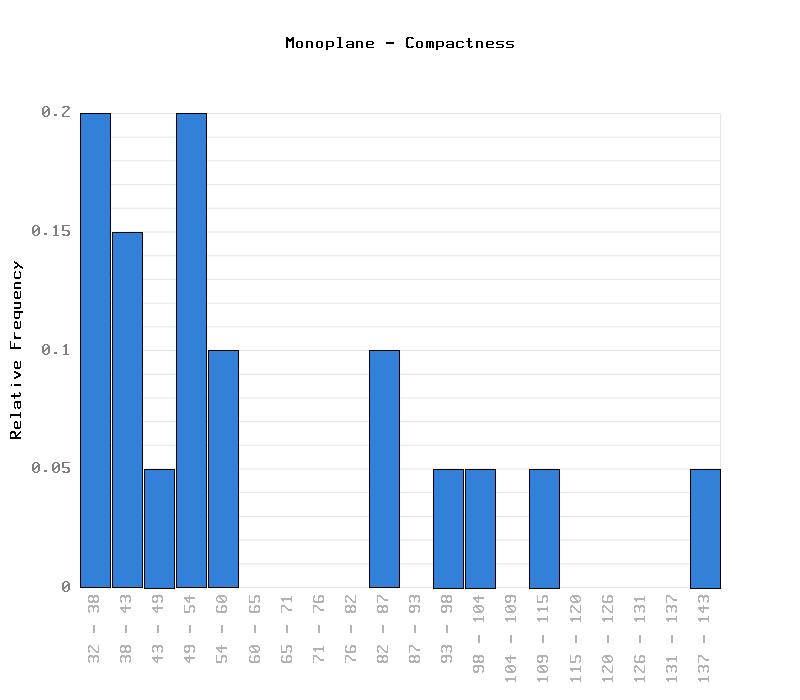 Monoplane - Compactness
Relative Frequency
0.2
0.15
0.1
0.05
0
32 - 38
38 - 43
43 - 49
49 - 54
54 - 60
60 - 65
65 - 71
71 - 76
76 - 82
82 - 87
87 - 93
93 - 98
98 - 104
104 - 109
109 - 115
115 - 120
120 - 126
126 - 131
131 - 137
137 - 143